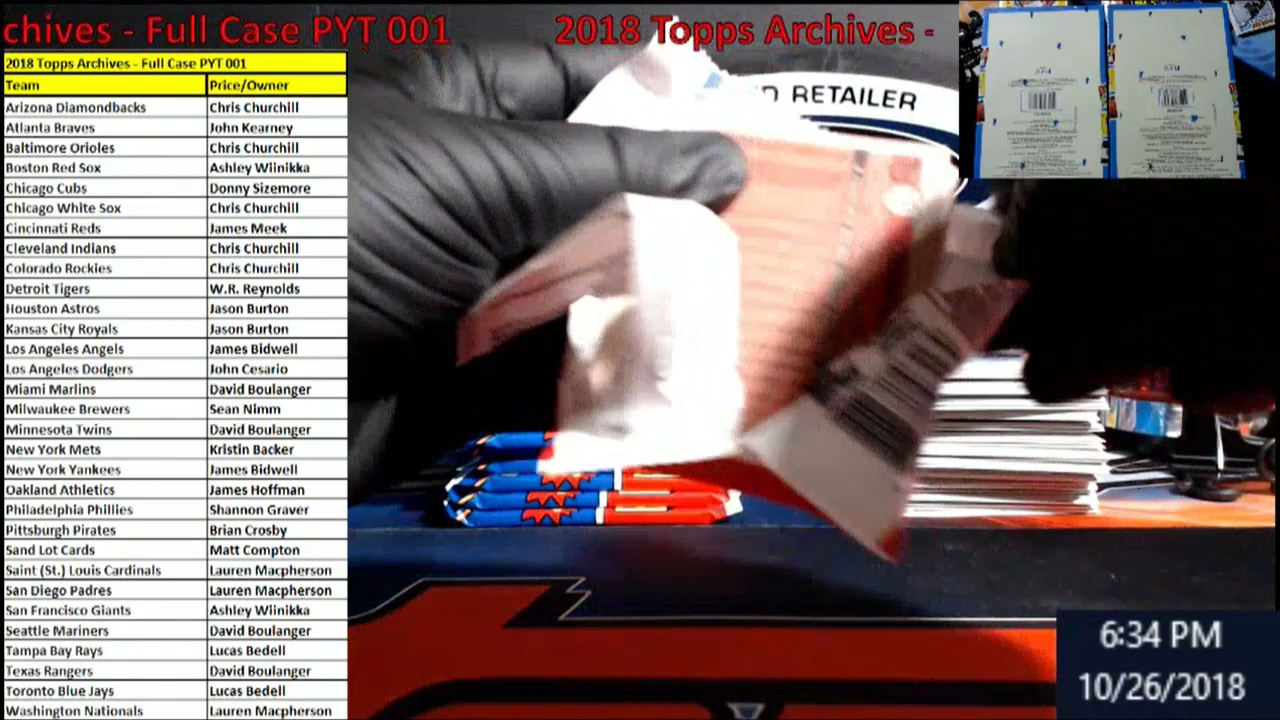 chives - Full Case PYT 001 2018 Topps Archives -
2018 Topps Archives - Full Case PYT 001
Team Price/Owner
Arizona Diamondbacks Chris Churchill
Atlanta Braves John Kearney
Baltimore Orioles Chris Churchill
Boston Red Sox Ashley Wiinikka
Chicago Cubs Donny Sizemore
Chicago White Sox Chris Churchill
Cincinnati Reds James Meek
Cleveland Indians Chris Churchill
Colorado Rockies Chris Churchill
Detroit Tigers W.R. Reynolds
Houston Astros Jason Burton
Kansas City Royals Jason Burton
Los Angeles Angels James Bidwell
Los Angeles Dodgers John Cesario
Miami Marlins David Boulanger
Milwaukee Brewers Sean Nimm
Minnesota Twins David Boulanger
New York Mets Kristin Backer
New York Yankees James Bidwell
Oakland Athletics James Hoffman
Philadelphia Phillies Shannon Graver
Pittsburgh Pirates Brian Crosby
Sand Lot Cards Matt Compton
Saint (St.) Louis Cardinals Lauren Macpherson
San Diego Padres Lauren Macpherson
San Francisco Giants Ashley Wiinikka
Seattle Mariners David Boulanger
Tampa Bay Rays Lucas Bedell
Texas Rangers David Boulanger
Toronto Blue Jays Lucas Bedell
Washington Nationals Lauren Macpherson
D RETAILER
6:34 PM
10/26/2018